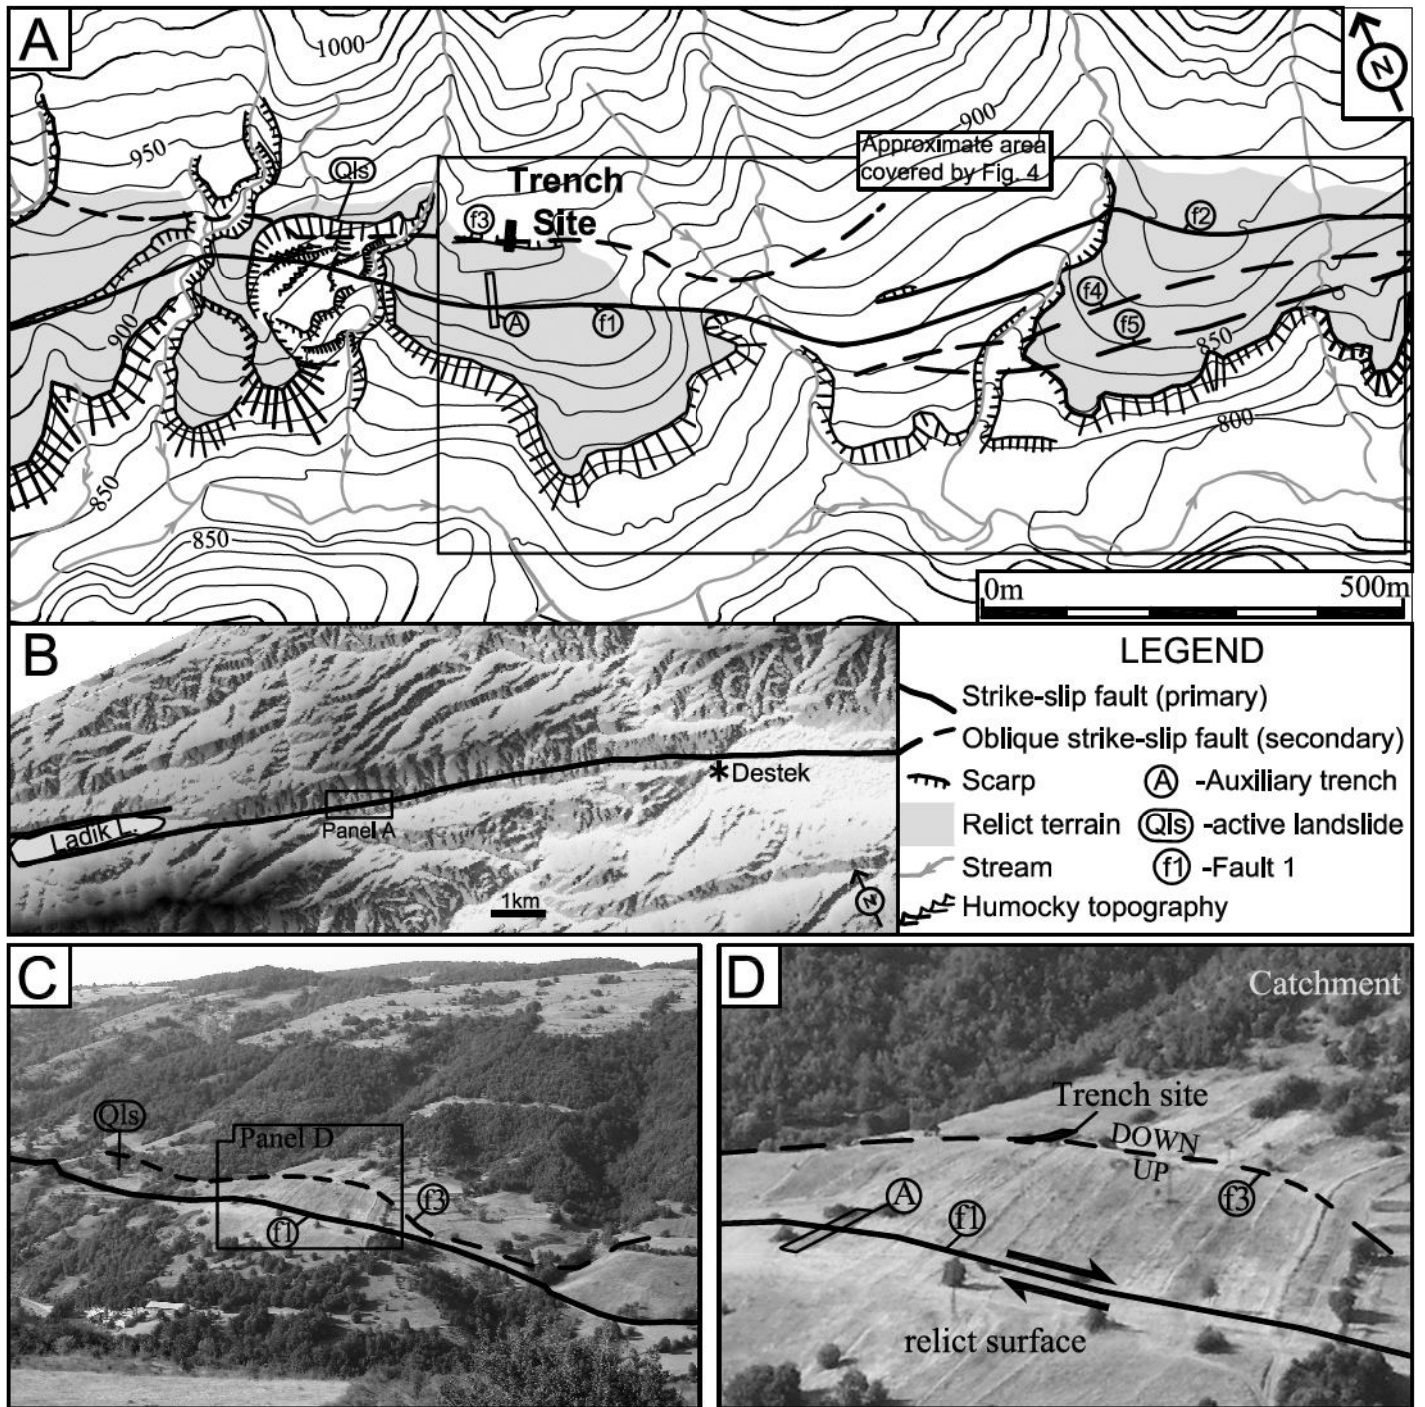 A
1000
N
950
Qls
900
Approximate area
covered by Fig. 4
Trench
Site
f3
f2
f4
A
f1
f5
900
850
800
850
850
0m
500m
B
Destek
Ladik L.
Panel A
1km
N
LEGEND
Strike-slip fault (primary)
Oblique strike-slip fault (secondary)
Scarp
A -Auxiliary trench
Relict terrain
Qls -active landslide
Stream
f1 -Fault 1
Humocky topography
C
Qls
Panel D
f3
f1
D
Catchment
Trench site
DOWN
UP
A
f3
f1
relict surface